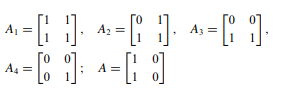 A₁ = [1 1; 1 1], A₂ = [0 1; 1 1], A₃ = [0 0; 1 1],
A₄ = [0 0; 0 1]; A = [1 0; 1 0]